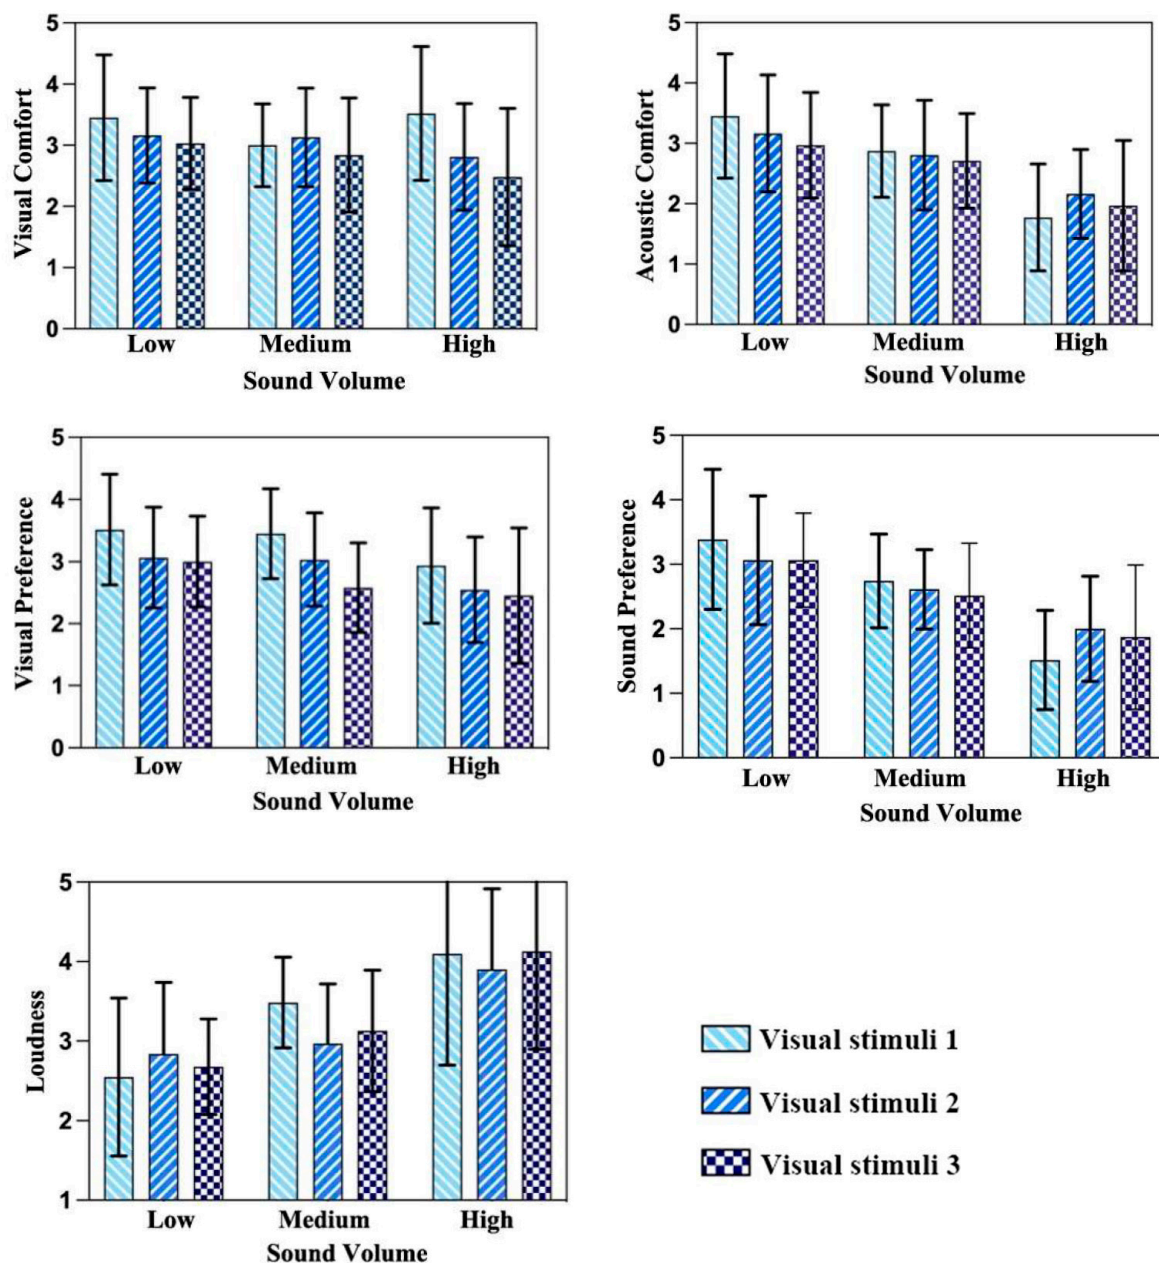 5
4
3
2
1
0
Visual Comfort
Low Medium High
Sound Volume
5
4
3
2
1
0
Acoustic Comfort
Low Medium High
Sound Volume
5
4
3
2
1
0
Visual Preference
Low Medium High
Sound Volume
5
4
3
2
1
0
Sound Preference
Low Medium High
Sound Volume
5
4
3
2
1
Loudness
Low Medium High
Sound Volume
Visual stimuli 1
Visual stimuli 2
Visual stimuli 3